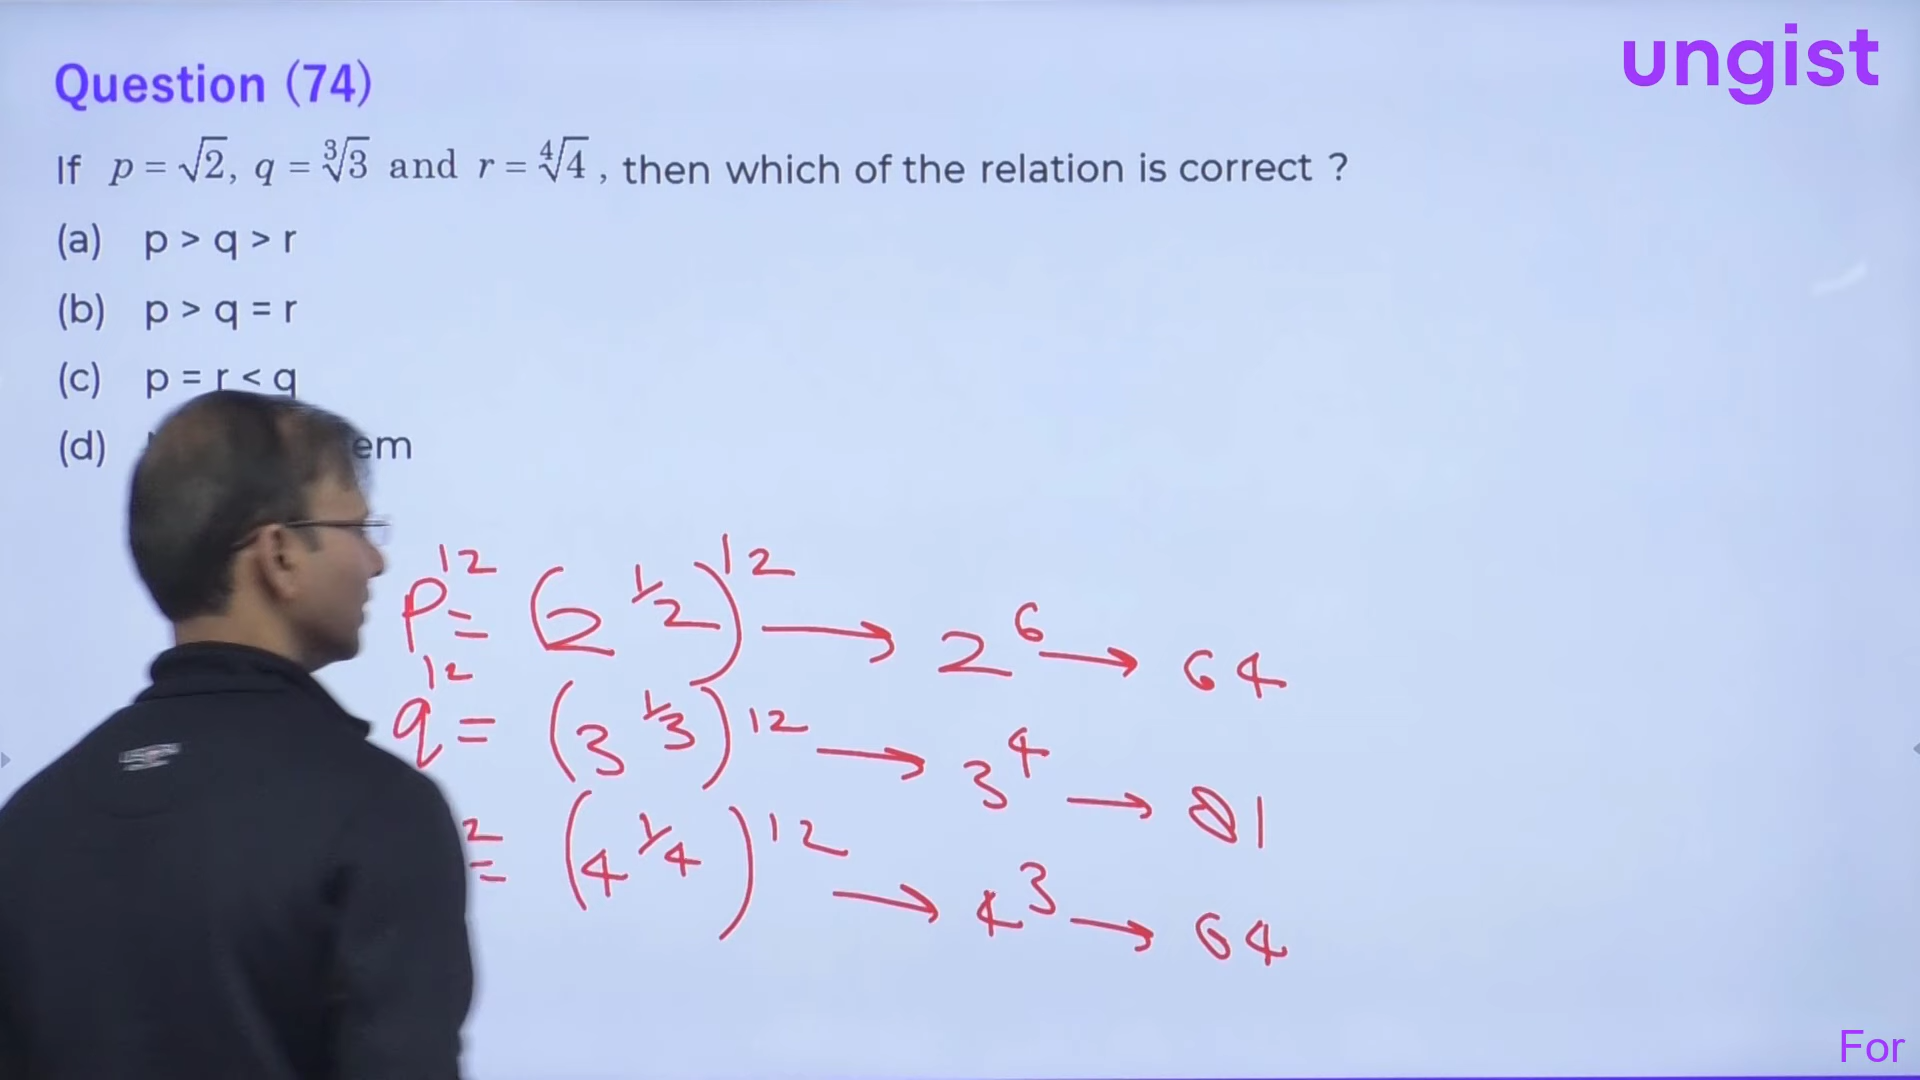 ungist
Question (74)
If p = √2, q = ∛3 and r = ∜4, then which of the relation is correct ?
(a) p > q > r
(b) p > q = r
(c) p = r < q
(d)
p¹² = (2^½)¹² → 2⁶ → 64
q¹² = (3^⅓)¹² → 3⁴ → 81
= (4^¼)¹² → 4³ → 64
For